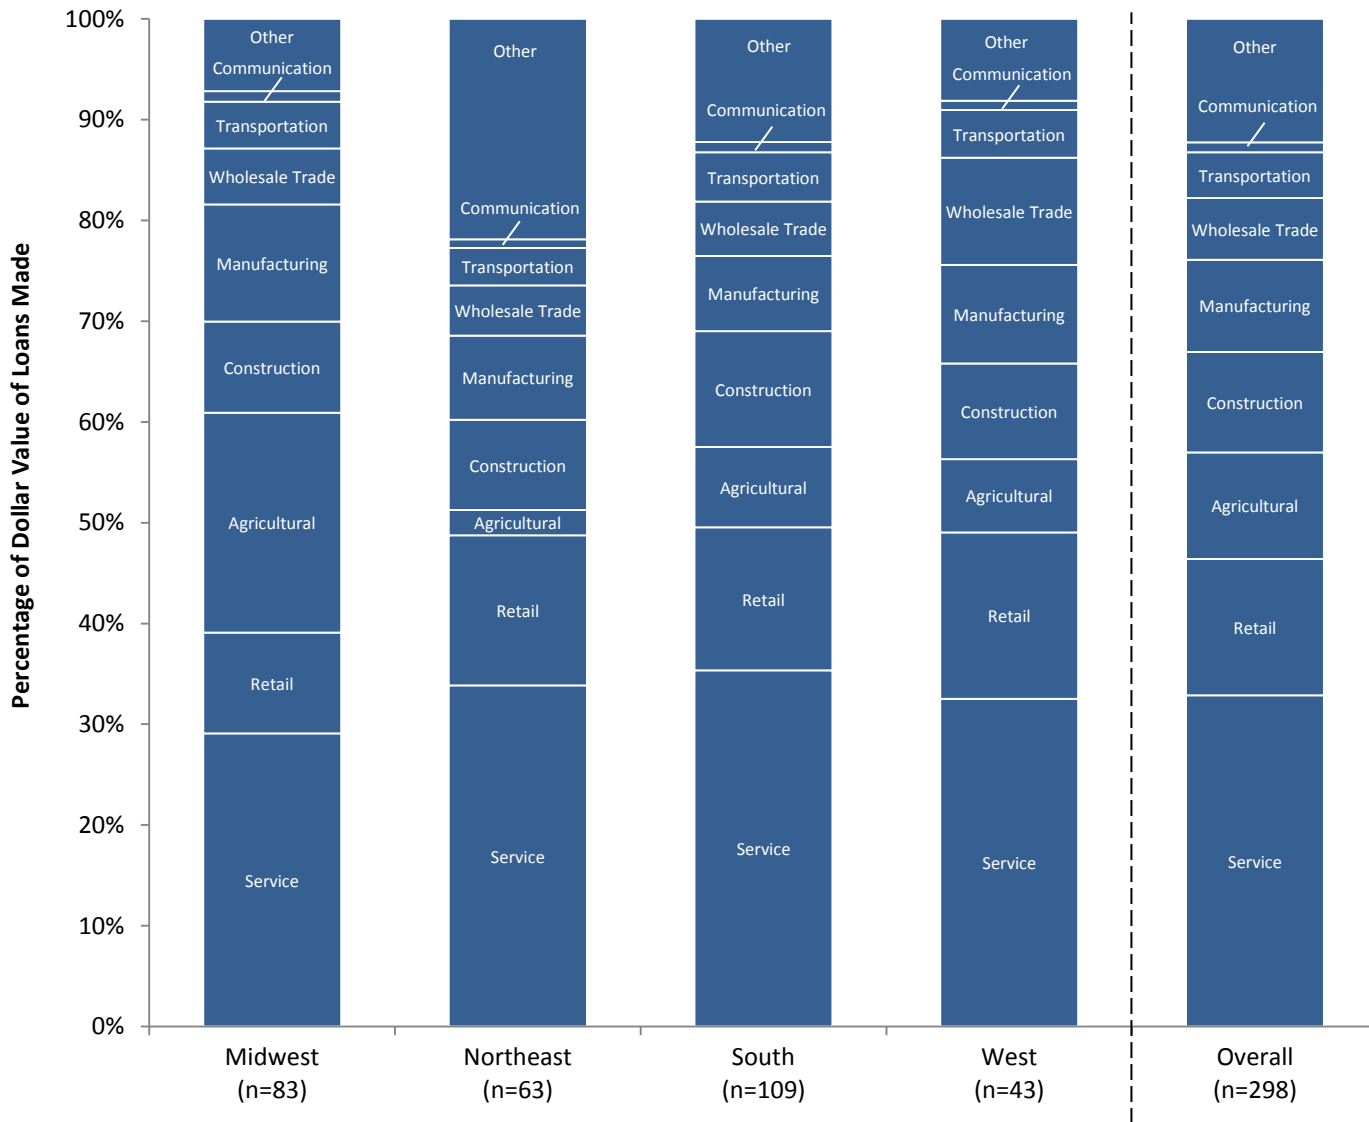 Percentage of Dollar Value of Loans Made
100%
90%
80%
70%
60%
50%
40%
30%
20%
10%
0%
Other
Communication
Transportation
Wholesale Trade
Manufacturing
Construction
Agricultural
Retail
Service
Midwest
(n=83)
Other
Communication
Transportation
Wholesale Trade
Manufacturing
Construction
Agricultural
Retail
Service
Northeast
(n=63)
Other
Communication
Transportation
Wholesale Trade
Manufacturing
Construction
Agricultural
Retail
Service
South
(n=109)
Other
Communication
Transportation
Wholesale Trade
Manufacturing
Construction
Agricultural
Retail
Service
West
(n=43)
Other
Communication
Transportation
Wholesale Trade
Manufacturing
Construction
Agricultural
Retail
Service
Overall
(n=298)